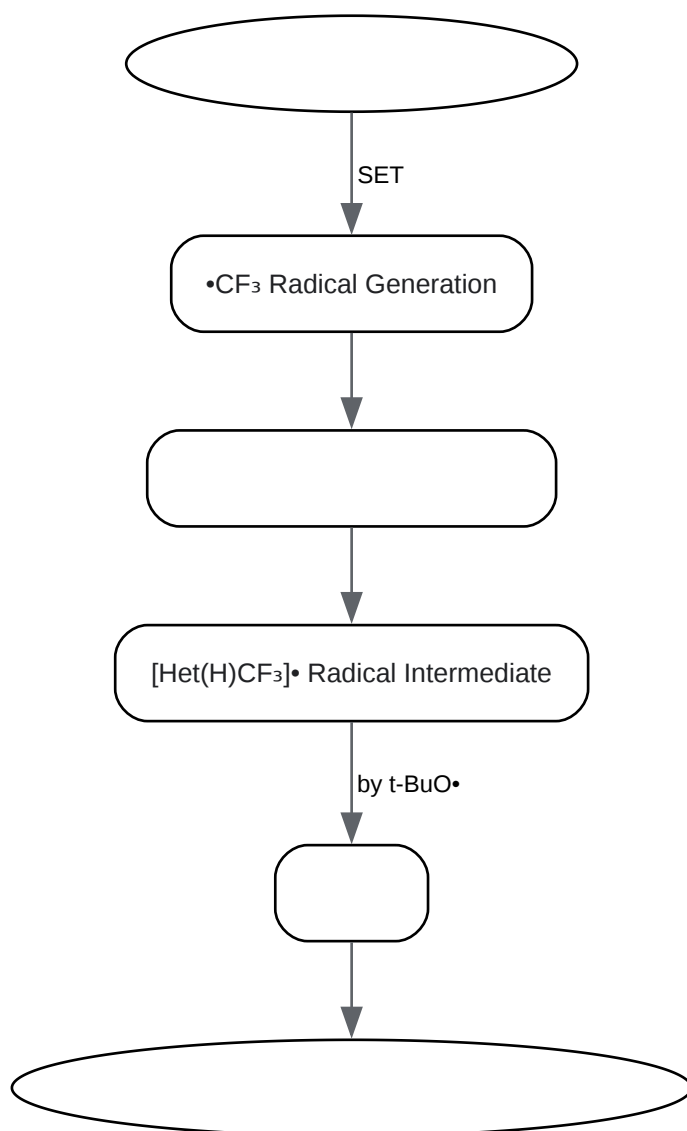 SET
•CF₃ Radical Generation
[Het(H)CF₃]• Radical Intermediate
by t-BuO•